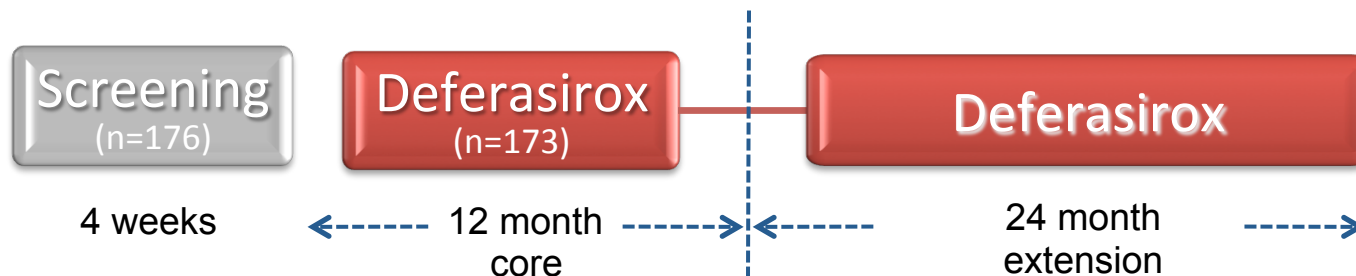 Screening
(n=176)
Deferasirox
(n=173)
Deferasirox
4 weeks
12 month
core
24 month
extension